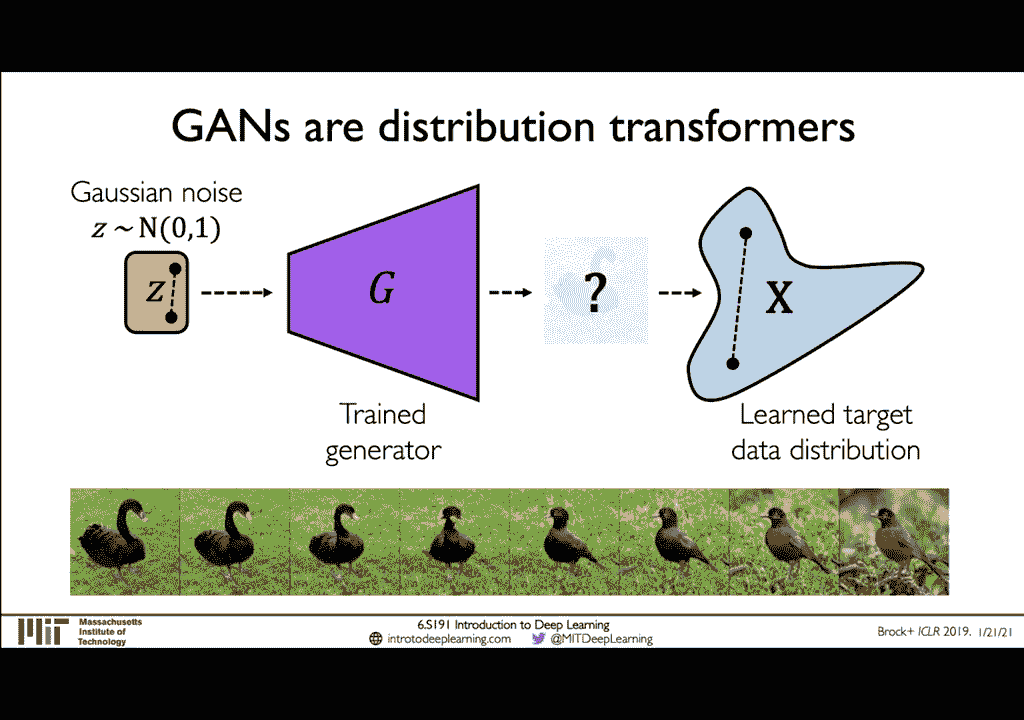 GANs are distribution transformers
Gaussian noise
z ~ N(0,1)
z
G
?
X
Trained
generator
Learned target
data distribution
Massachusetts
Institute of
Technology
6.S191 Introduction to Deep Learning
introtodeeplearning.com @MITDeepLearning
Brock+ ICLR 2019. 1/21/21